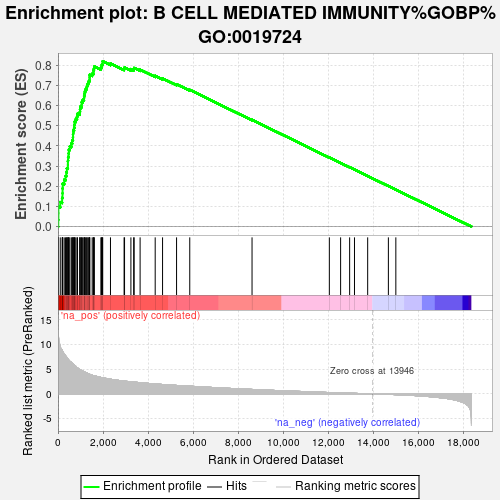 Enrichment plot: B CELL MEDIATED IMMUNITY%GOBP%
GO:0019724
Enrichment score (ES)
0.8
0.7
0.6
0.5
0.4
0.3
0.2
0.1
0.0
'na_pos' (positively correlated)
Ranked list metric (PreRanked)
15
10
5
0
-5
Zero cross at 13946
'na_neg' (negatively correlated)
0 2,000 4,000 6,000 8,000 10,000 12,000 14,000 16,000 18,000
Rank in Ordered Dataset
Enrichment profile Hits Ranking metric scores